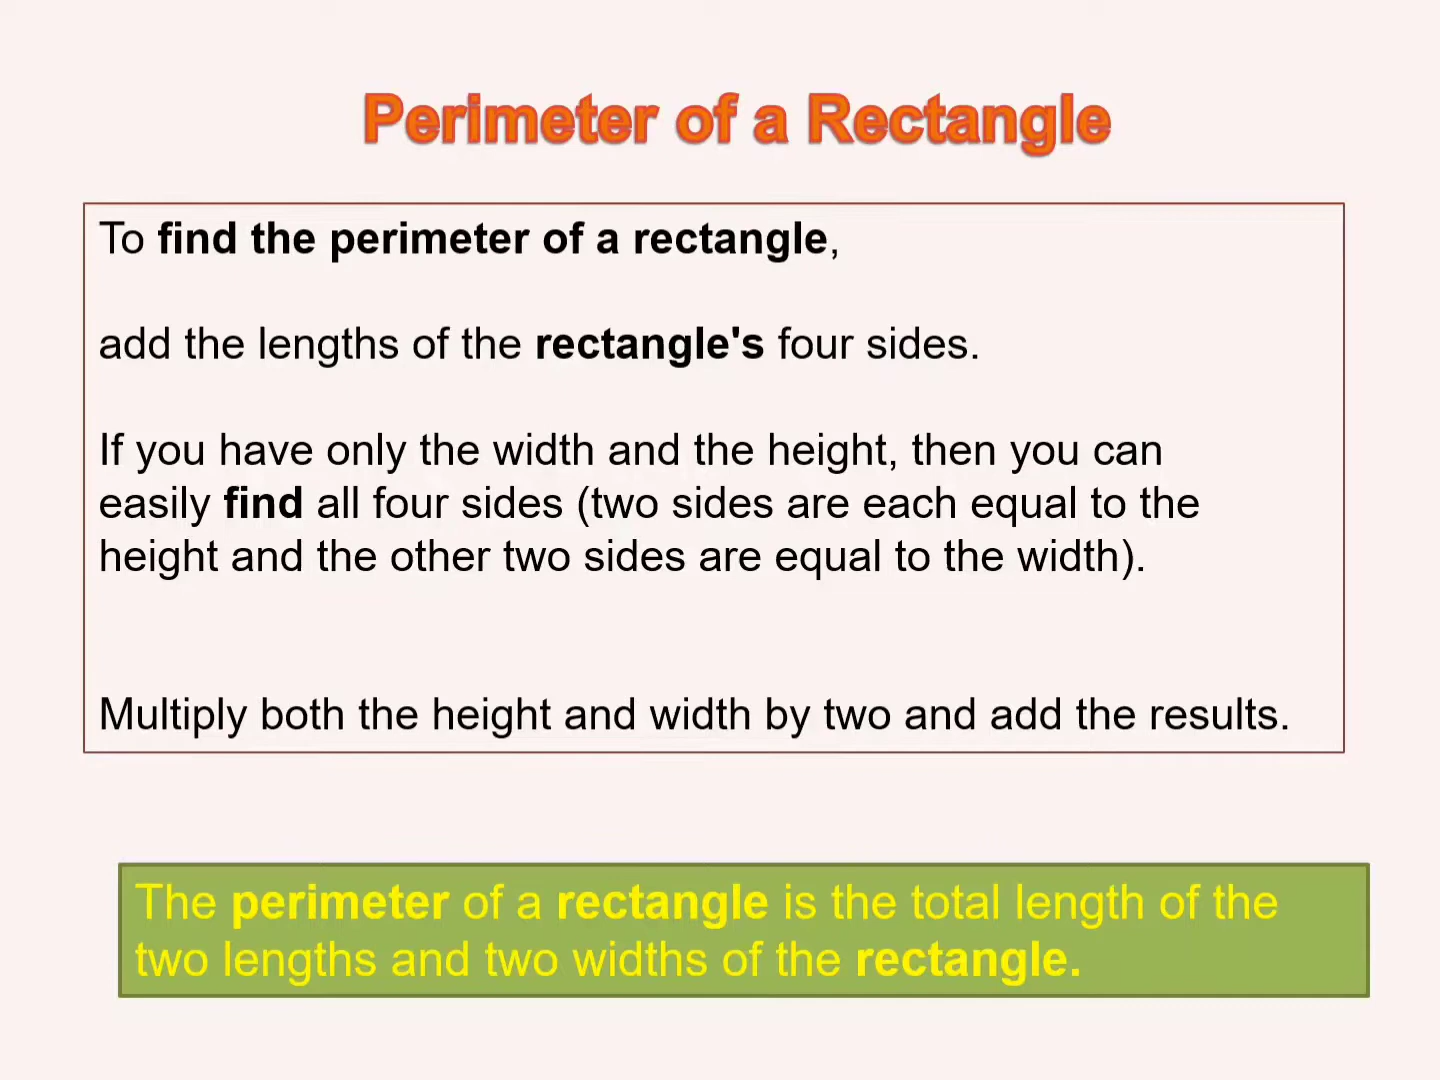 Perimeter of a Rectangle
To find the perimeter of a rectangle,
add the lengths of the rectangle's four sides.
If you have only the width and the height, then you can
easily find all four sides (two sides are each equal to the
height and the other two sides are equal to the width).
Multiply both the height and width by two and add the results.
The perimeter of a rectangle is the total length of the
two lengths and two widths of the rectangle.